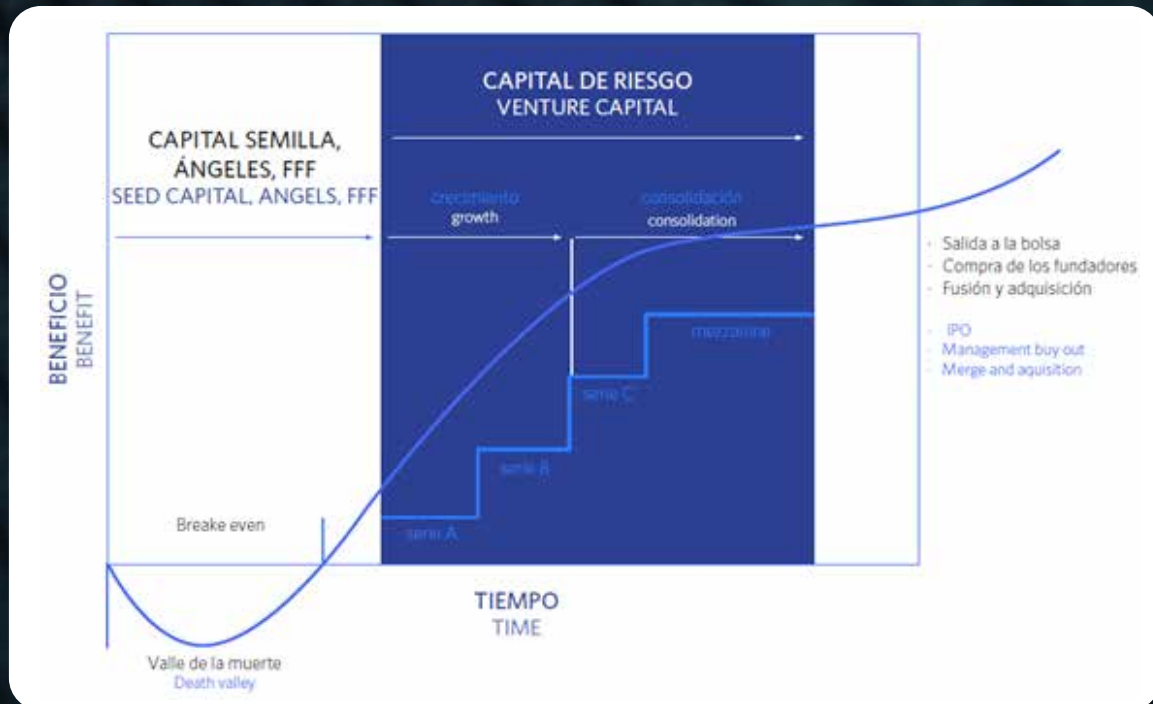 CAPITAL DE RIESGO
VENTURE CAPITAL
CAPITAL SEMILLA,
ÁNGELES, FFF
SEED CAPITAL, ANGELS, FFF
crecimiento
growth
consolidación
consolidation
BENEFICIO
BENEFIT
· Salida a la bolsa
· Compra de los fundadores
· Fusión y adquisición
· IPO
· Management buy out
· Merge and aquisition
mezzanine
serie C
serie B
serie A
Breake even
TIEMPO
TIME
Valle de la muerte
Death valley